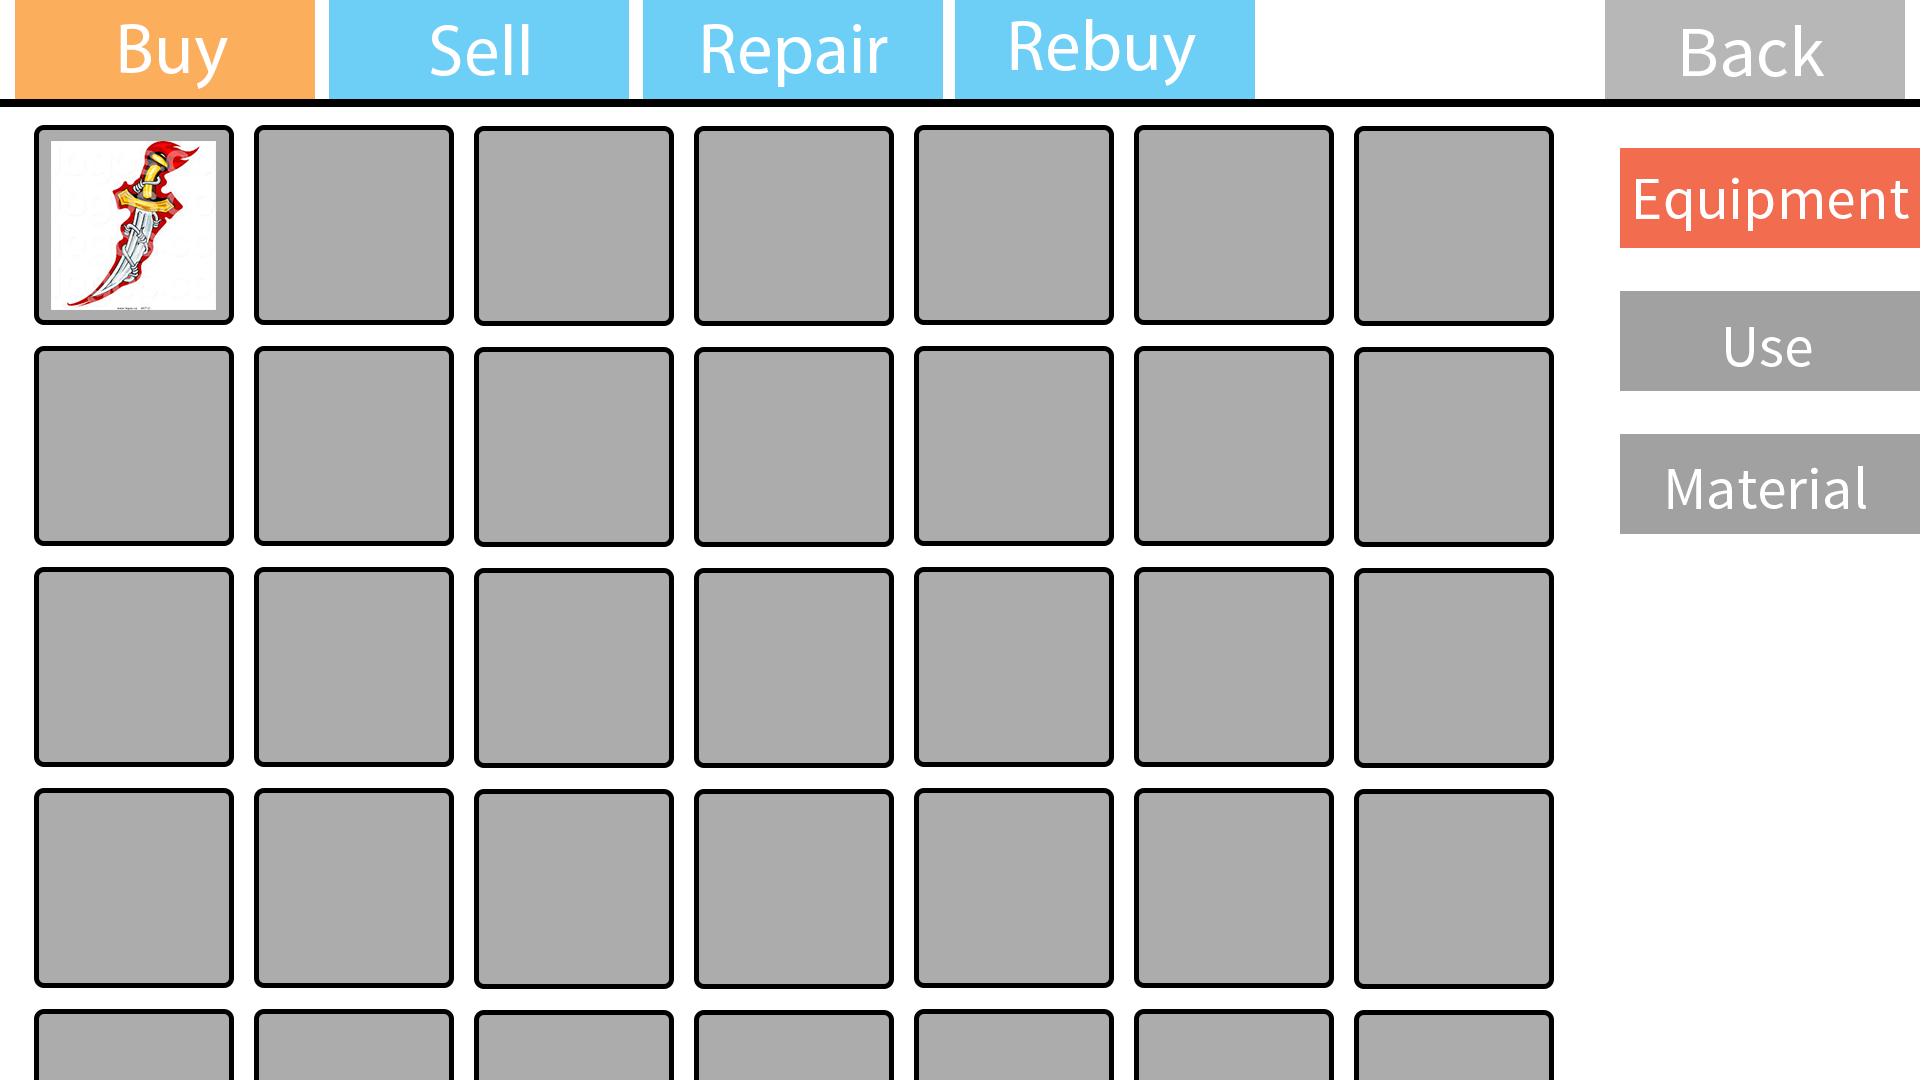 Buy
Sell
Repair
Rebuy
Back
Equipment
Use
Material